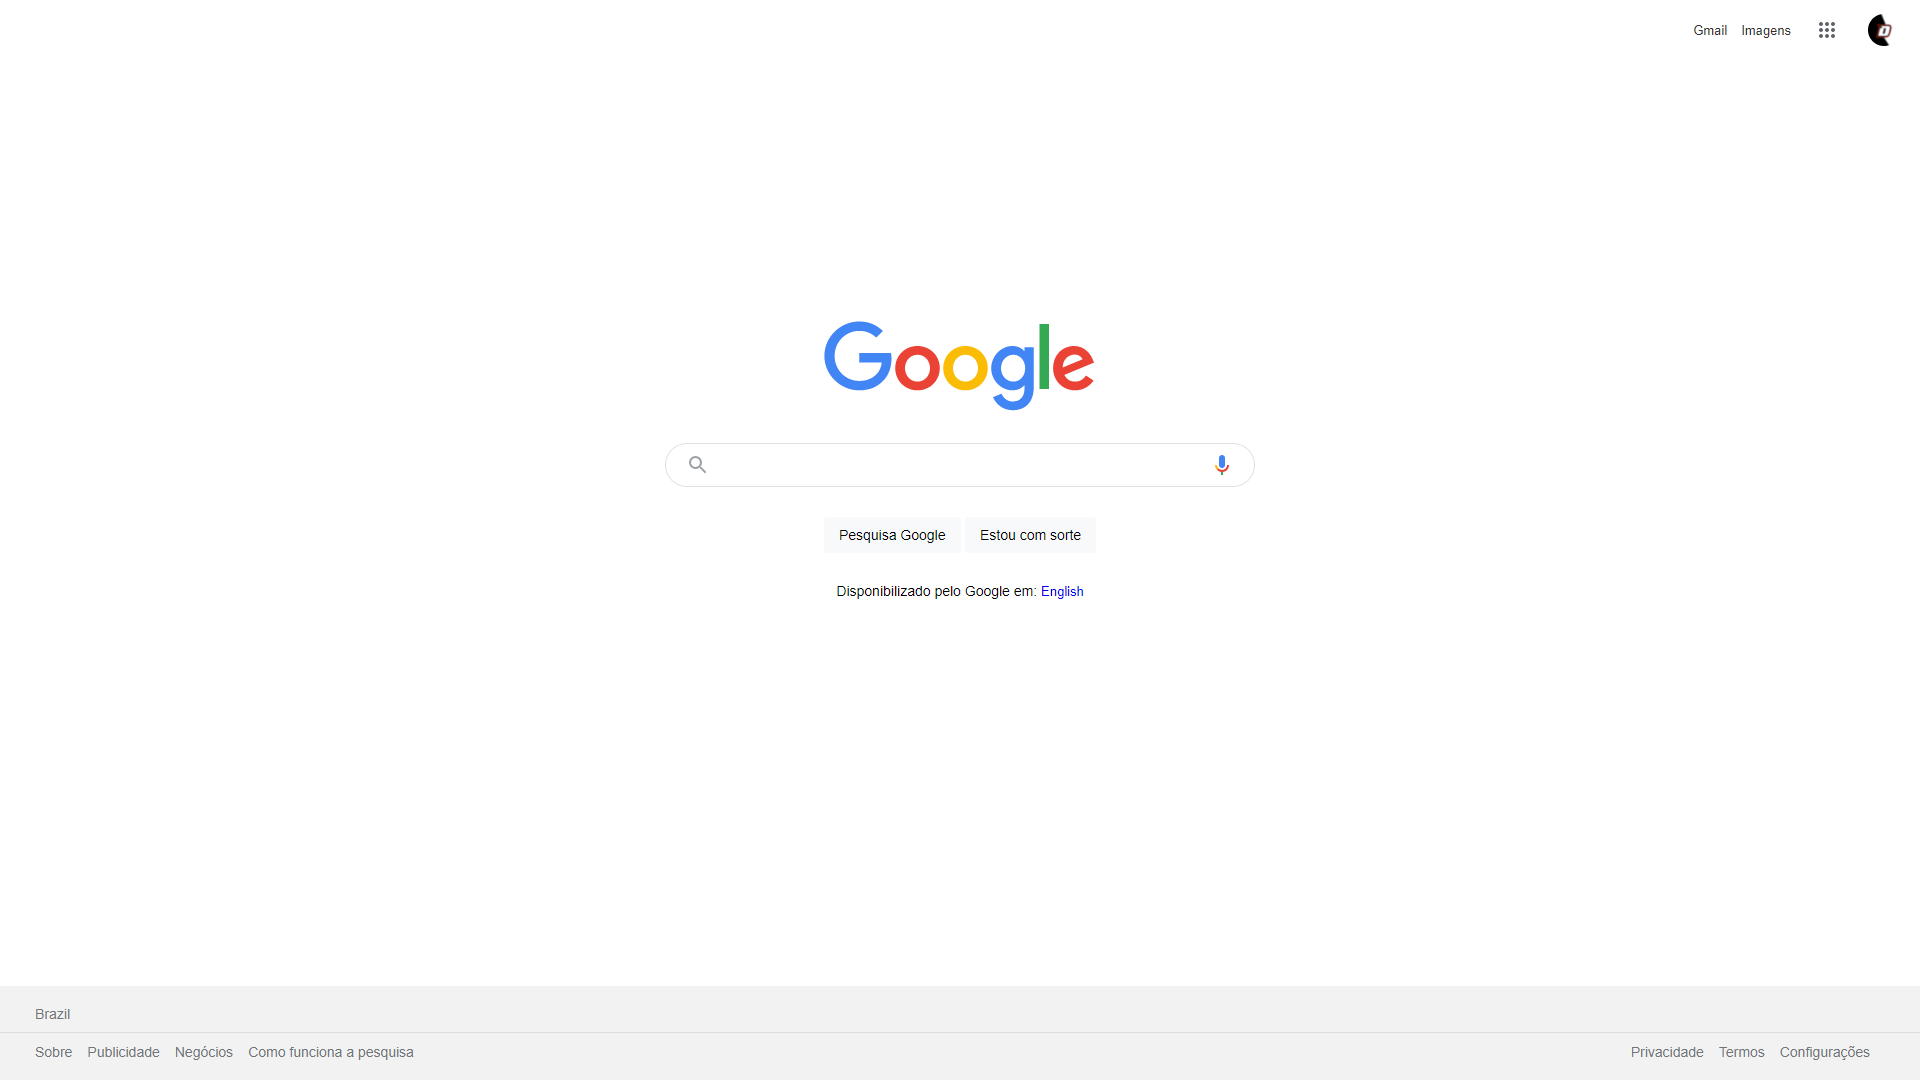 Gmail Imagens
Google
Pesquisa Google Estou com sorte
Disponibilizado pelo Google em: English
Brazil
Sobre Publicidade Negócios Como funciona a pesquisa Privacidade Termos Configurações